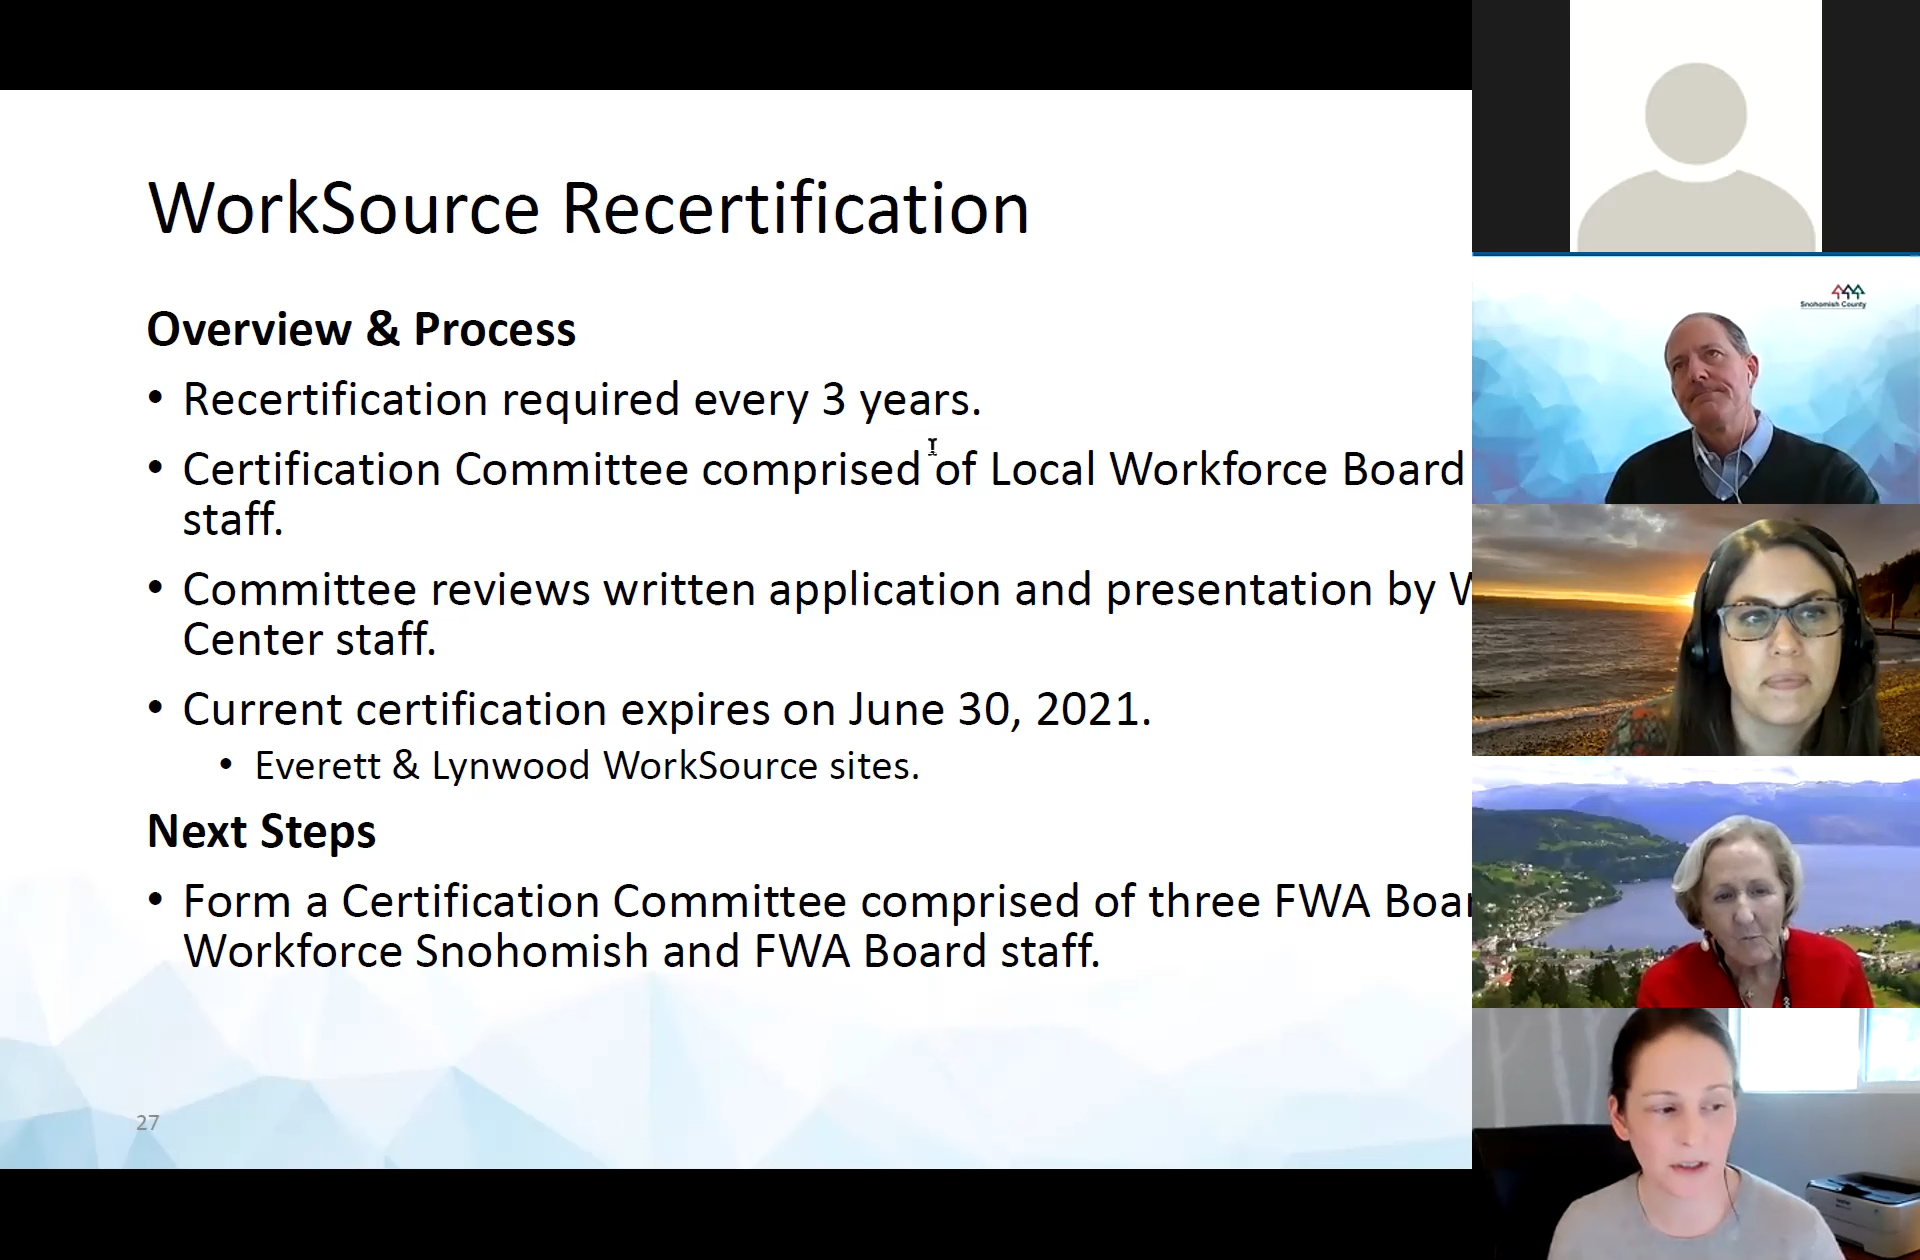 WorkSource Recertification
Overview & Process
• Recertification required every 3 years.
• Certification Committee comprised of Local Workforce Board
staff.
• Committee reviews written application and presentation by
Center staff.
• Current certification expires on June 30, 2021.
• Everett & Lynwood WorkSource sites.
Next Steps
• Form a Certification Committee comprised of three FWA
Workforce Snohomish and FWA Board staff.
27
Snohomish County